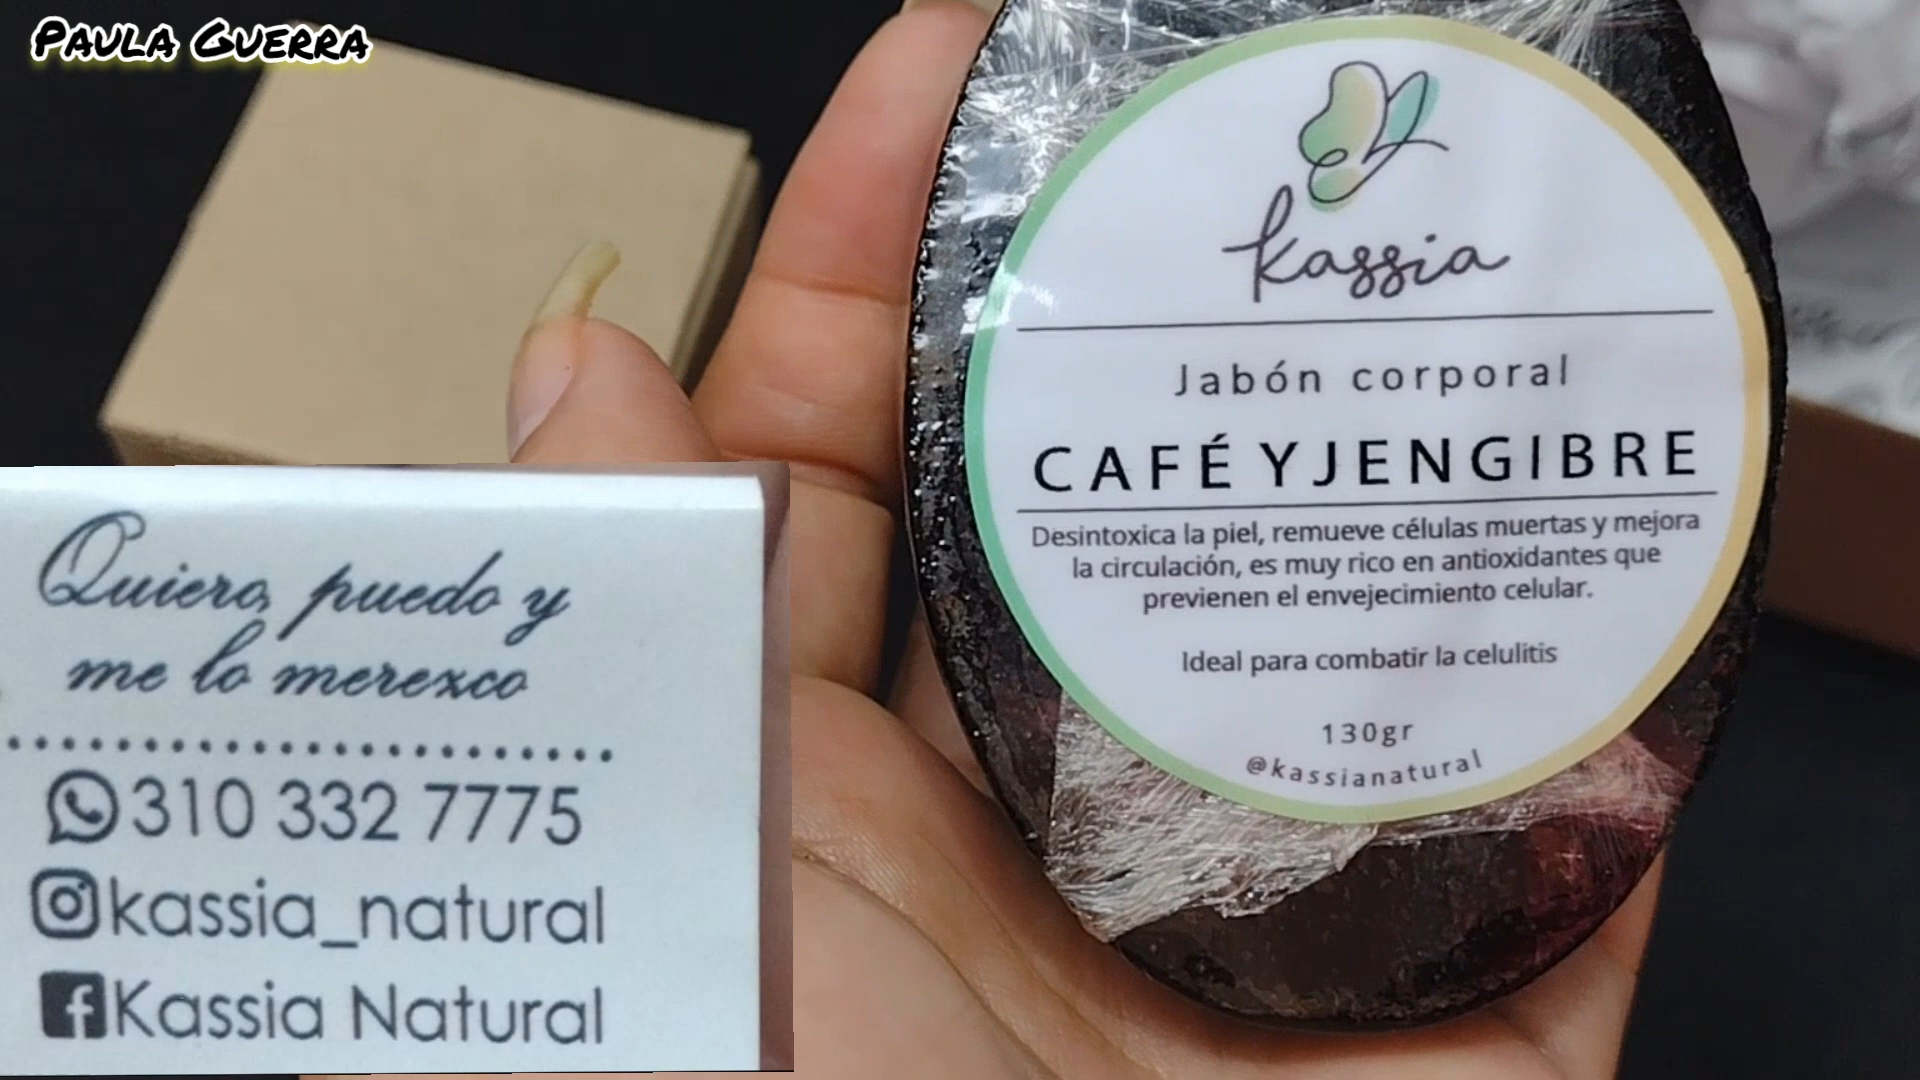 PAULA GUERRA
kassia
Jabón corporal
CAFÉ Y JENGIBRE
Desintoxica la piel, remueve células muertas y mejora
la circulación, es muy rico en antioxidantes que
previenen el envejecimiento celular.
Ideal para combatir la celulitis
130gr
@kassianatural
Quiero, puedo y
me lo merezco
310 332 7775
kassia_natural
Kassia Natural